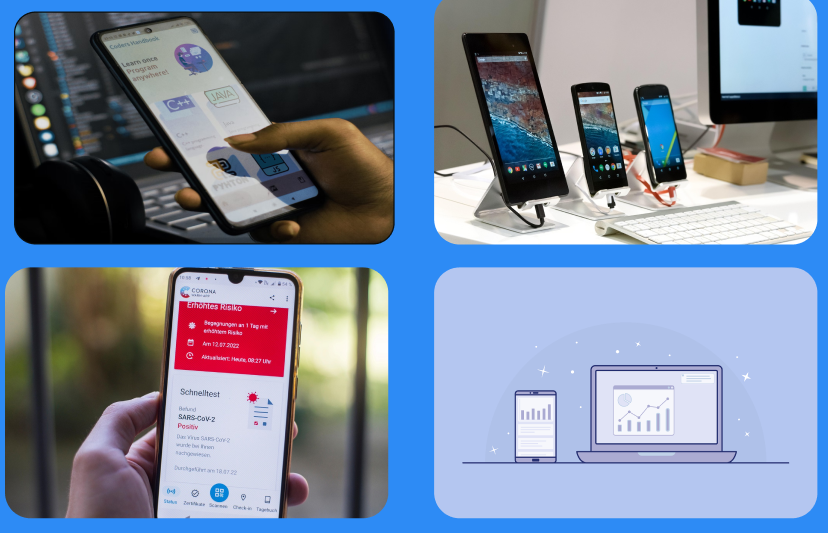 Coders Handbook
Learn once
Program
anywhere!
C++
JAVA
C++
PYHTON
CORONA
WARN-APP
Erhöhtes Risiko
Begegnungen an 1 Tag mit
erhöhtem Risiko
Am 12.07.2022
Aktualisiert: Heute, 08:27 Uhr
Schnelltest
Befund
SARS-CoV-2
Positiv
Das Virus SARS-CoV-2
wurde bei Ihnen
nachgewiesen.
Durchgeführt am 18.07.22
Status
Zertifikate
Scannen
Check-in
Tagebuch